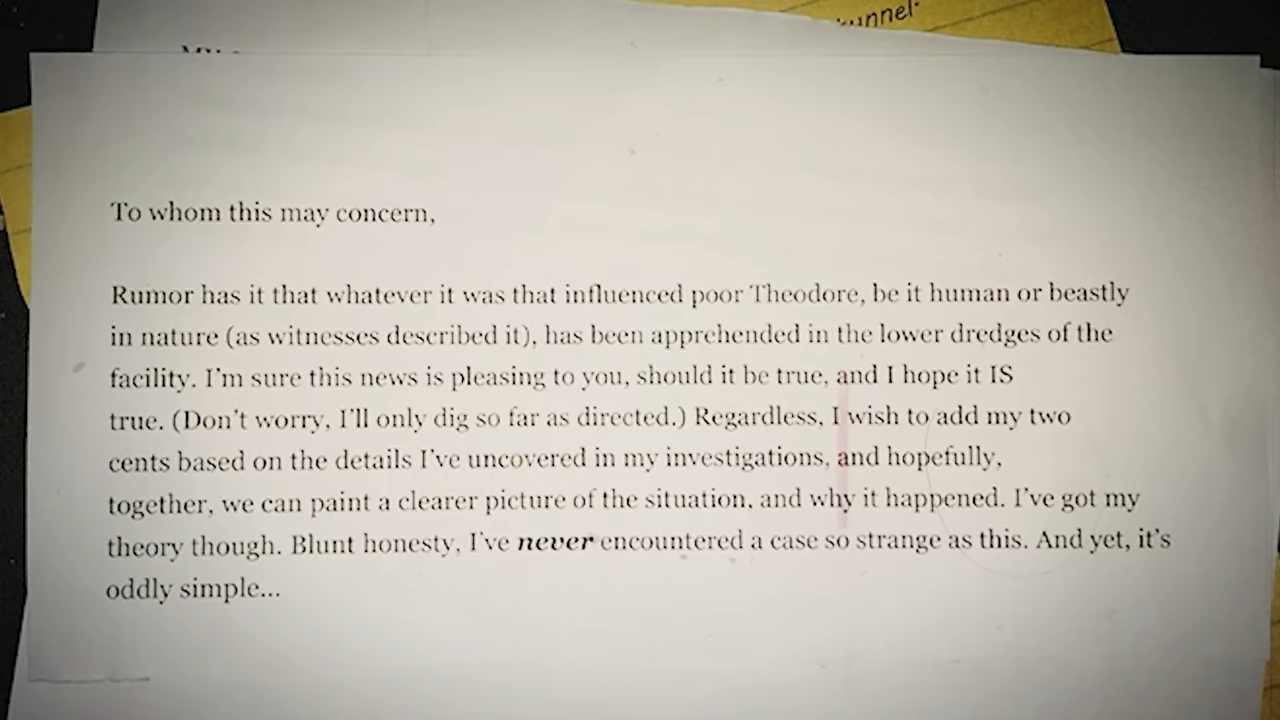 To whom this may concern,
Rumor has it that whatever it was that influenced poor Theodore, be it human or beastly
in nature (as witnesses described it), has been apprehended in the lower dredges of the
facility. I'm sure this news is pleasing to you, should it be true, and I hope it IS
true. (Don't worry, I'll only dig so far as directed.) Regardless, I wish to add my two
cents based on the details I've uncovered in my investigations, and hopefully,
together, we can paint a clearer picture of the situation, and why it happened. I've got my
theory though. Blunt honesty, I've never encountered a case so strange as this. And yet, it's
oddly simple...